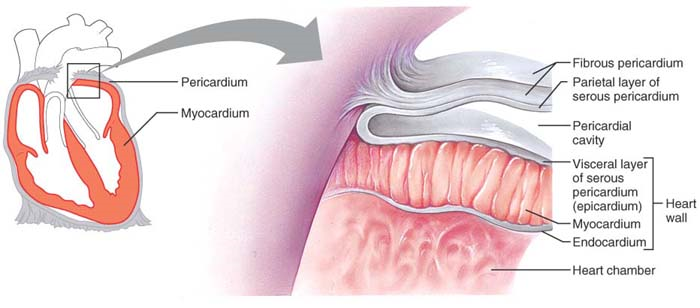 Pericardium
Myocardium
Fibrous pericardium
Parietal layer of
serous pericardium
Pericardial
cavity
Visceral layer
of serous
pericardium
(epicardium)
Myocardium
Endocardium
Heart
wall
Heart chamber